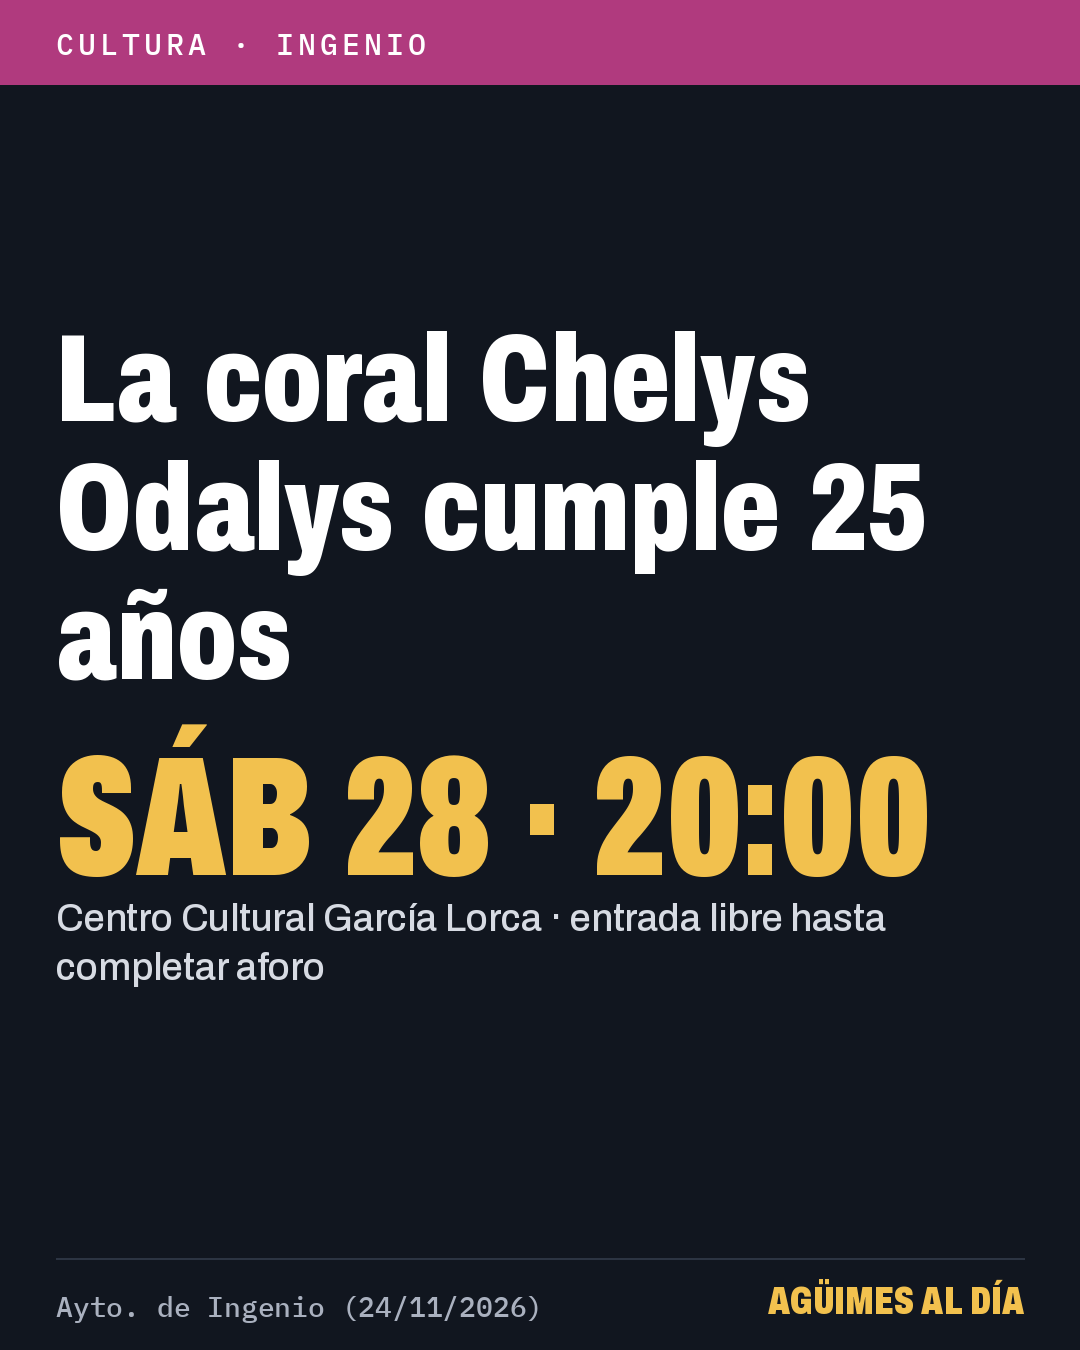 CULTURA · INGENIO
La coral Chelys
Odalys cumple 25
años
SÁB 28 · 20:00
Centro Cultural García Lorca · entrada libre hasta
completar aforo
Ayto. de Ingenio (24/11/2026)
AGÜIMES AL DÍA